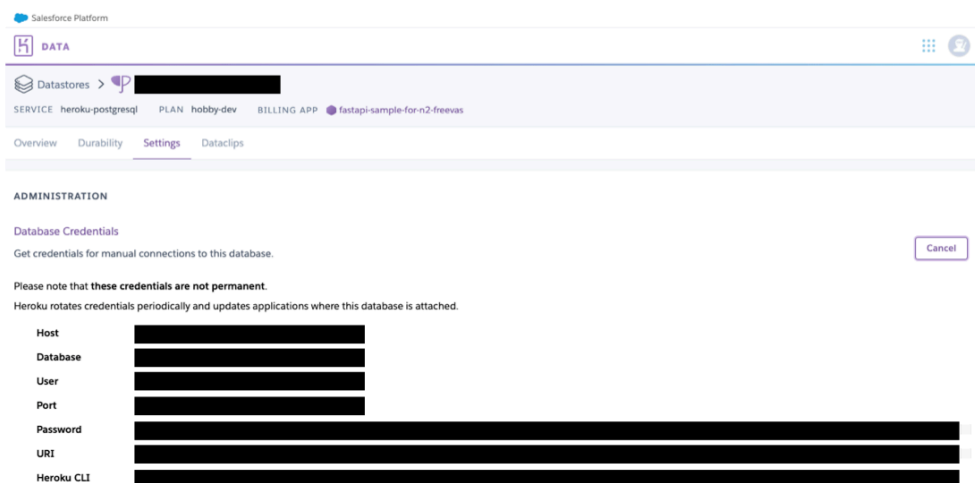 Salesforce Platform
DATA
Datastores >
SERVICE heroku-postgresql PLAN hobby-dev BILLING APP fastapi-sample-for-n2-freevas
Overview Durability Settings Dataclips
ADMINISTRATION
Database Credentials
Get credentials for manual connections to this database.
Cancel
Please note that these credentials are not permanent.
Heroku rotates credentials periodically and updates applications where this database is attached.
Host
Database
User
Port
Password
URI
Heroku CLI